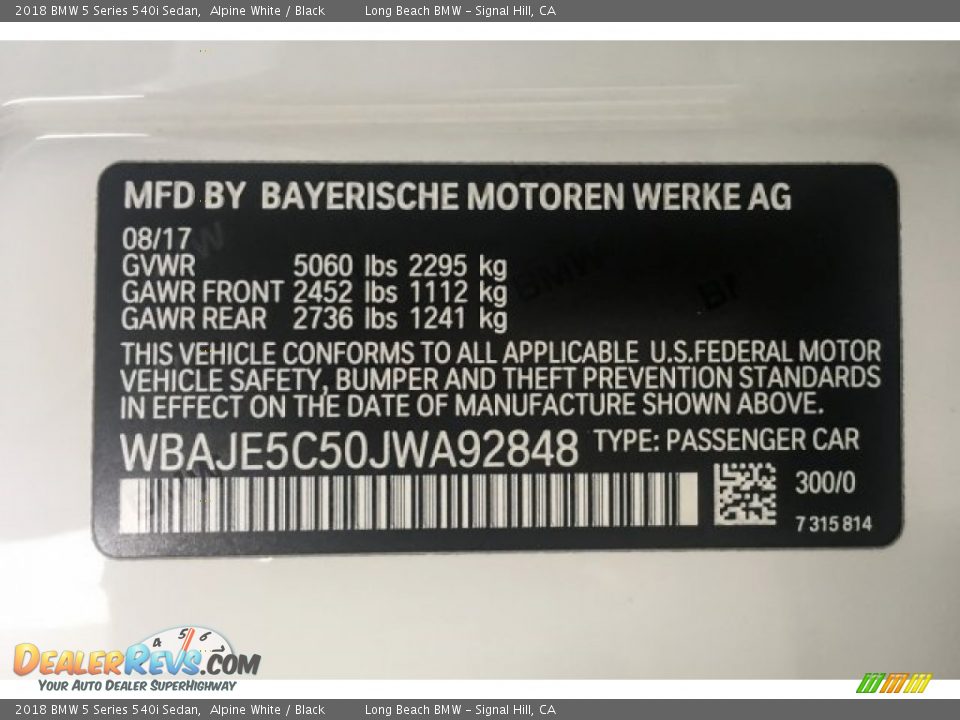 2018 BMW 5 Series 540i Sedan,  Alpine White / Black          Long Beach BMW – Signal Hill, CA
MFD BY BAYERISCHE MOTOREN WERKE AG
08/17
GVWR 5060 lbs 2295 kg
GAWR FRONT 2452 lbs 1112 kg
GAWR REAR 2736 lbs 1241 kg
THIS VEHICLE CONFORMS TO ALL APPLICABLE U.S.FEDERAL MOTOR
VEHICLE SAFETY, BUMPER AND THEFT PREVENTION STANDARDS
IN EFFECT ON THE DATE OF MANUFACTURE SHOWN ABOVE.
WBAJE5C50JWA92848 TYPE: PASSENGER CAR
300/0
7 315 814
4 5 6 7
DEALERREVS.COM
YOUR AUTO DEALER SUPERHIGHWAY
2018 BMW 5 Series 540i Sedan,  Alpine White / Black          Long Beach BMW – Signal Hill, CA